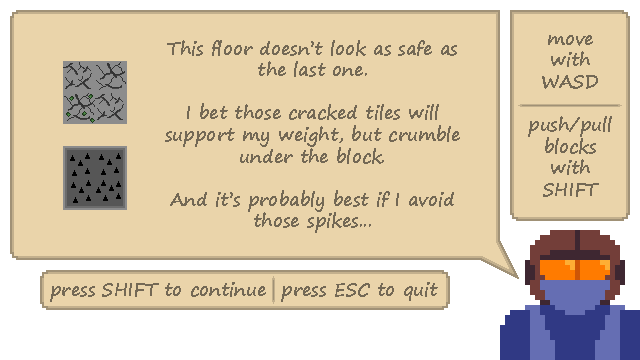 This floor doesn't look as safe as
the last one.
I bet those cracked tiles will
support my weight, but crumble
under the block.
And it's probably best if I avoid
those spikes...
move
with
WASD
push/pull
blocks
with
SHIFT
press SHIFT to continue
press ESC to quit